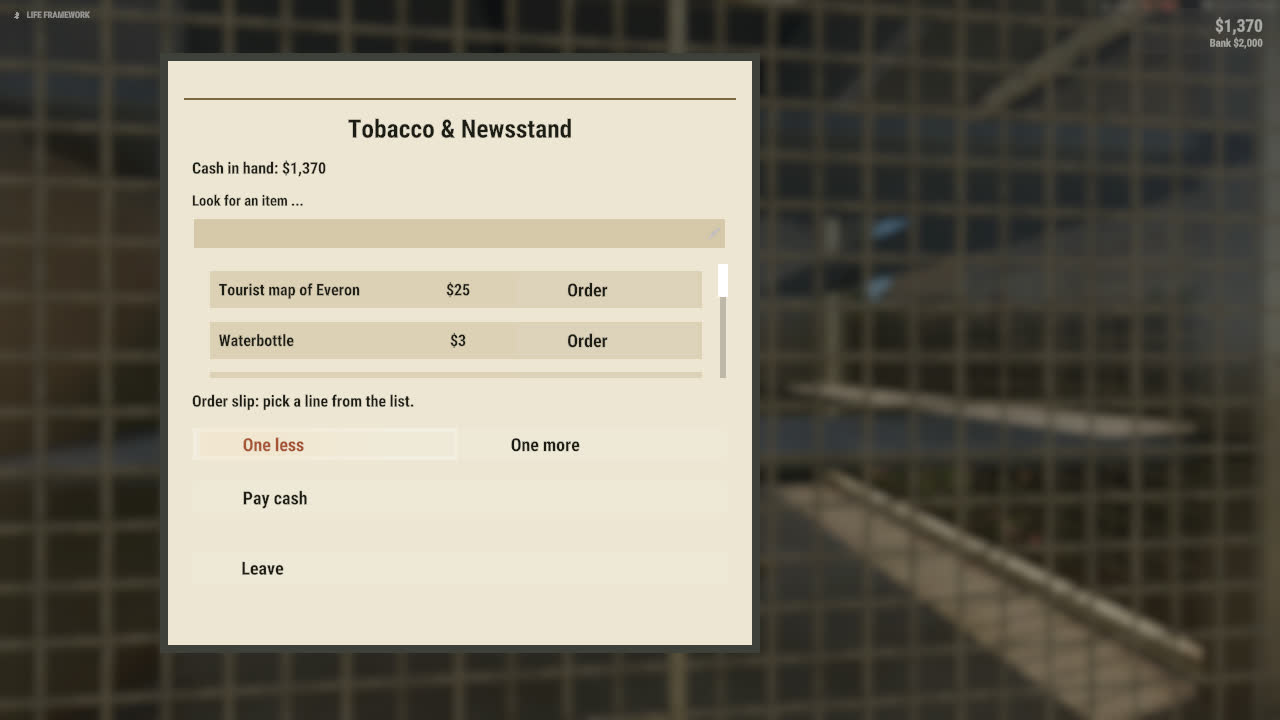 LIFE FRAMEWORK
$1,370
Bank $2,000
Tobacco & Newsstand
Cash in hand: $1,370
Look for an item ...
Tourist map of Everon $25 Order
Waterbottle $3 Order
Order slip: pick a line from the list.
One less One more
Pay cash
Leave